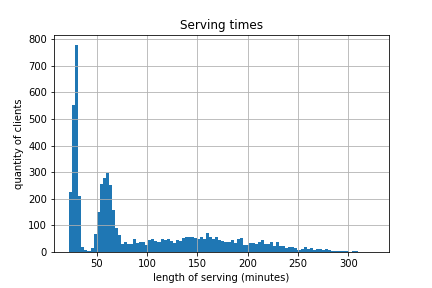 Serving times
800
700
600
500
400
300
200
100
0
quantity of clients
50 100 150 200 250 300
length of serving (minutes)